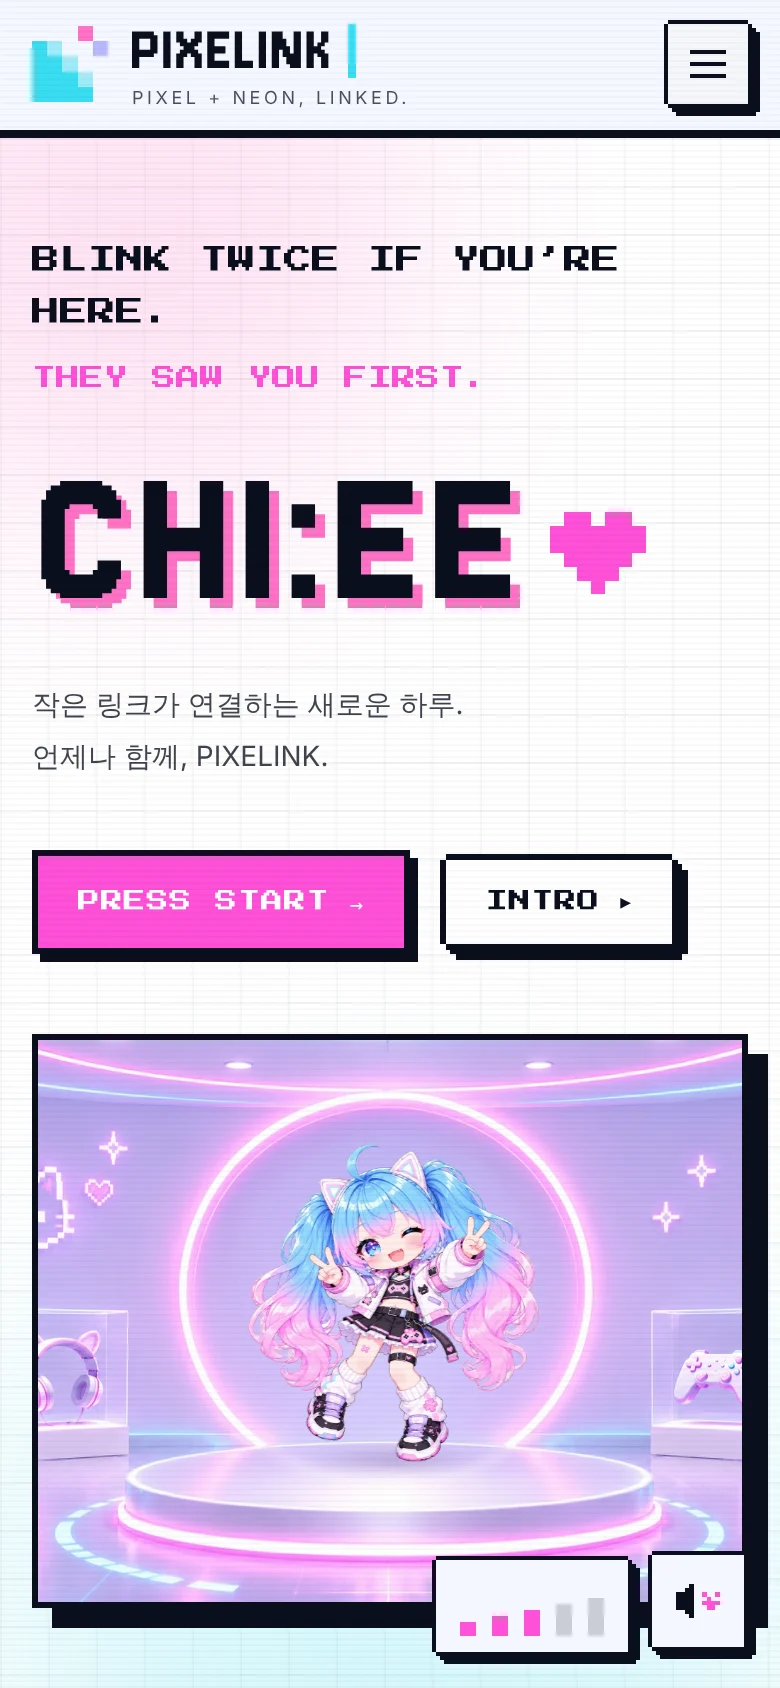 PIXELINK
PIXEL + NEON, LINKED.
BLINK TWICE IF YOU’RE
HERE.
THEY SAW YOU FIRST.
CHI:EE
작은 링크가 연결하는 새로운 하루.
언제나 함께, PIXELINK.
PRESS START →
INTRO ▸